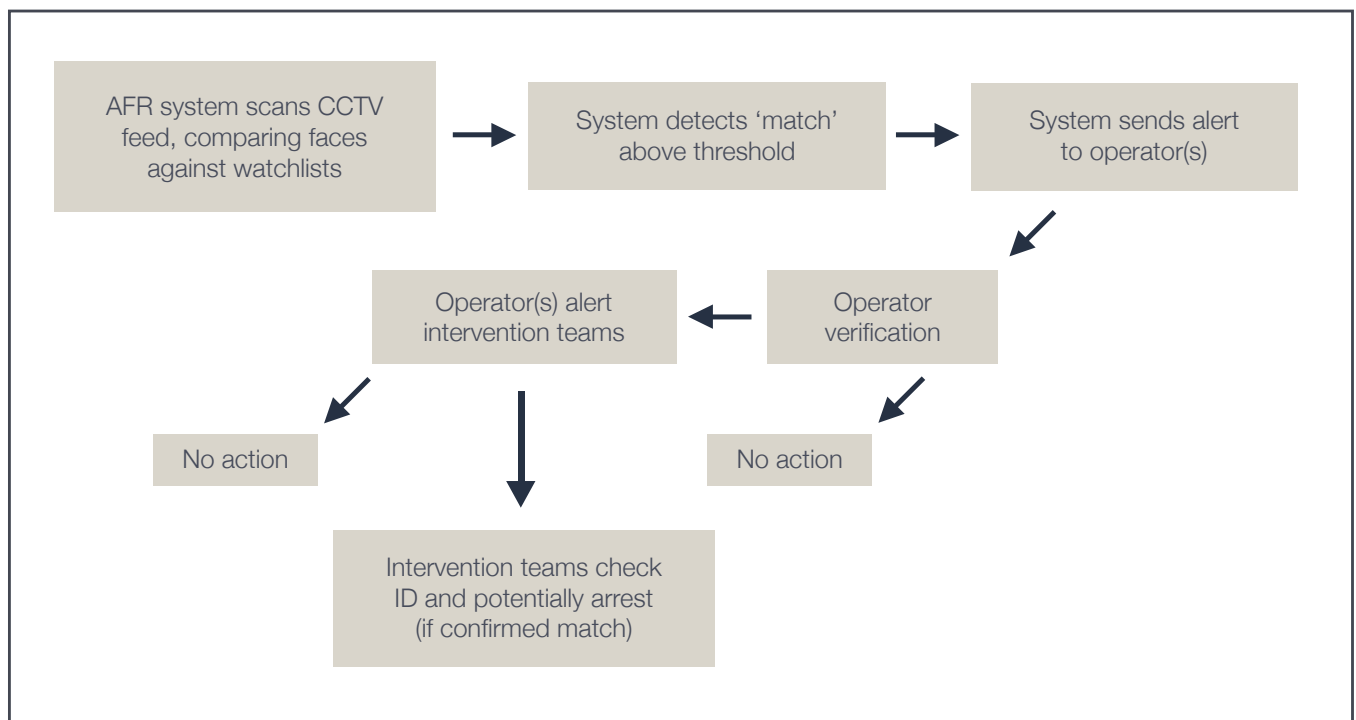 AFR system scans CCTV
feed, comparing faces
against watchlists
System detects ‘match’
above threshold
System sends alert
to operator(s)
Operator
verification
Operator(s) alert
intervention teams
No action
No action
Intervention teams check
ID and potentially arrest
(if confirmed match)